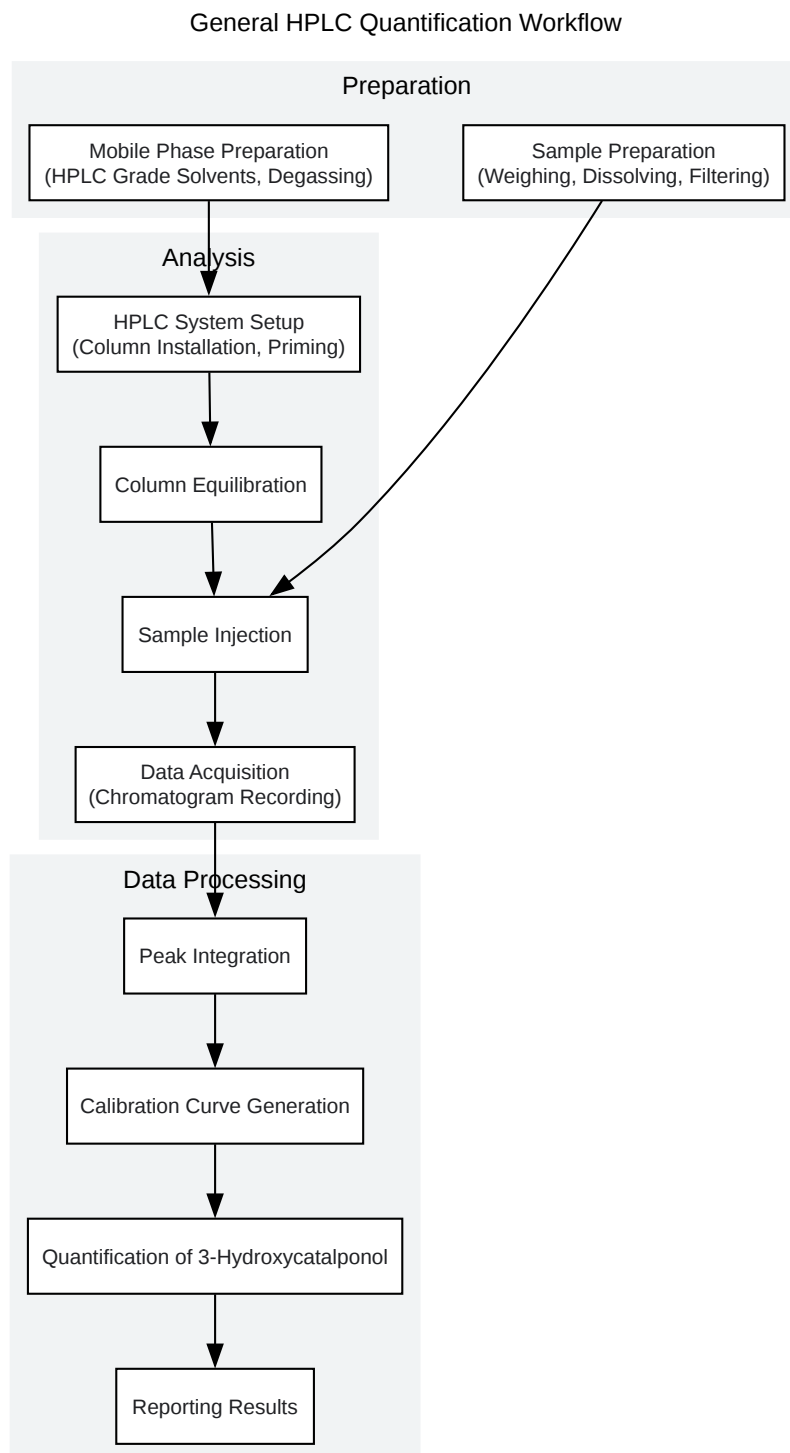 General HPLC Quantification Workflow
Preparation
Mobile Phase Preparation
(HPLC Grade Solvents, Degassing)
Sample Preparation
(Weighing, Dissolving, Filtering)
Analysis
HPLC System Setup
(Column Installation, Priming)
Column Equilibration
Sample Injection
Data Acquisition
(Chromatogram Recording)
Data Processing
Peak Integration
Calibration Curve Generation
Quantification of 3-Hydroxycatalponol
Reporting Results